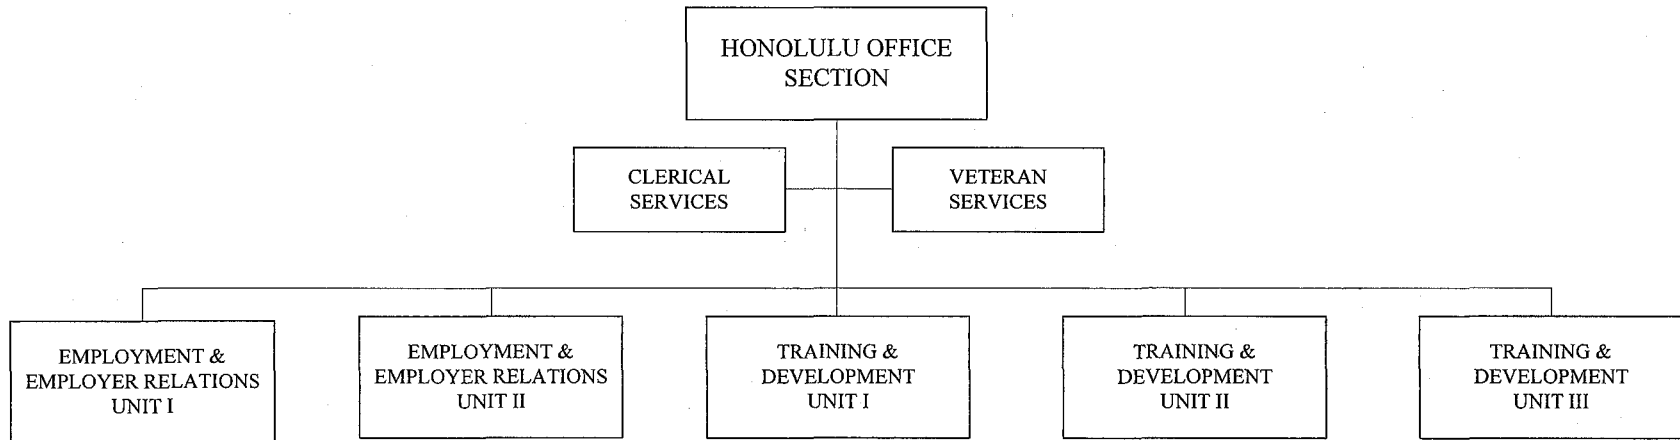 HONOLULU OFFICE
SECTION
CLERICAL
SERVICES
VETERAN
SERVICES
EMPLOYMENT &
EMPLOYER RELATIONS
UNIT I
EMPLOYMENT &
EMPLOYER RELATIONS
UNIT II
TRAINING &
DEVELOPMENT
UNIT I
TRAINING &
DEVELOPMENT
UNIT II
TRAINING &
DEVELOPMENT
UNIT III